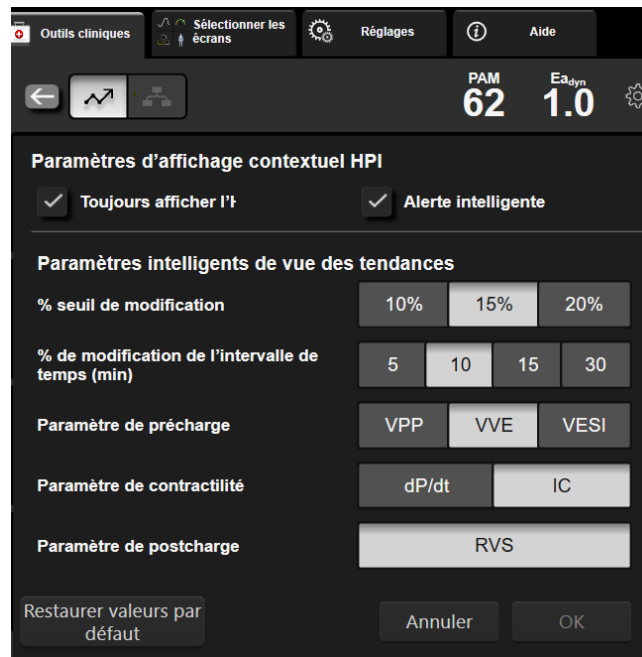 Outils cliniques
Sélectionner les
écrans
Réglages
Aide
PAM
62
Ea dyn
1.0
Paramètres d'affichage contextuel HPI
Toujours afficher l'H
Alerte intelligente
Paramètres intelligents de vue des tendances
% seuil de modification
10% 15% 20%
% de modification de l'intervalle de
temps (min)
5 10 15 30
Paramètre de précharge
VPP VVE VESI
Paramètre de contractilité
dP/dt IC
Paramètre de postcharge
RVS
Restaurer valeurs par
défaut
Annuler
OK